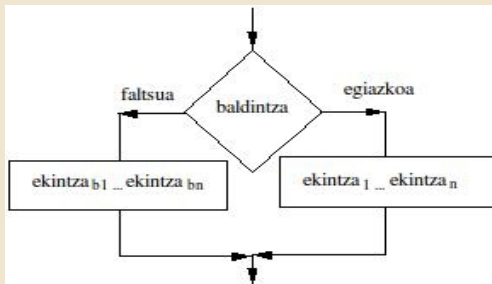 faltsua
baldintza
egiazkoa
ekintza b1 ... ekintza bn
ekintza 1 ... ekintza n